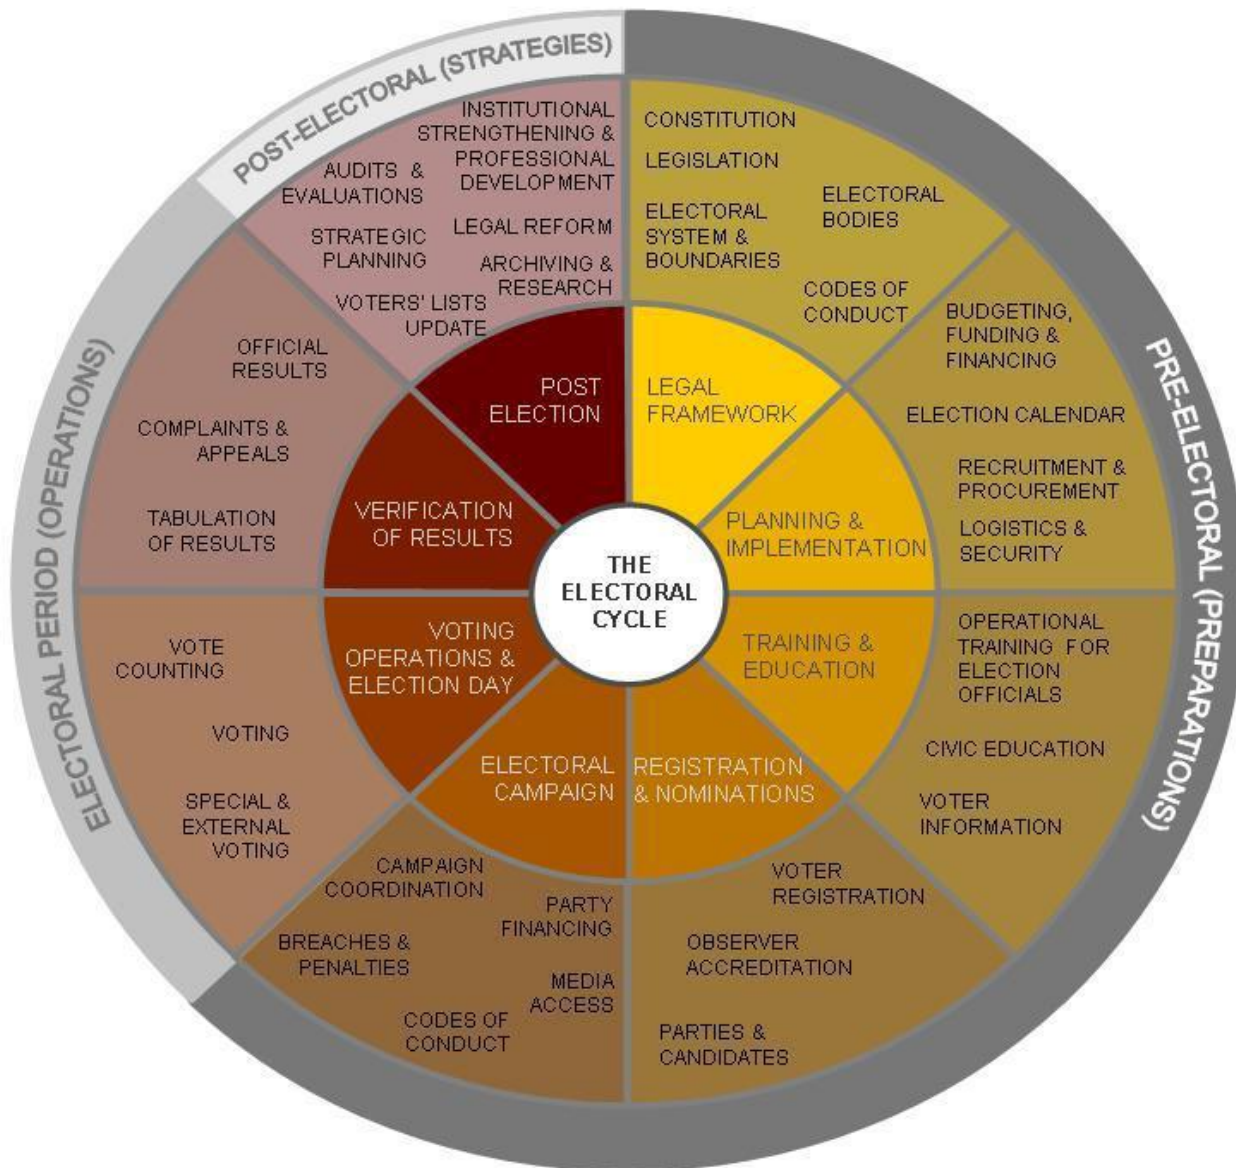 POST-ELECTORAL (STRATEGIES)
PRE-ELECTORAL (PREPARATIONS)
ELECTORAL PERIOD (OPERATIONS)
THE
ELECTORAL
CYCLE
LEGAL
FRAMEWORK
CONSTITUTION
LEGISLATION
ELECTORAL
SYSTEM &
BOUNDARIES
ELECTORAL
BODIES
CODES OF
CONDUCT
PLANNING &
IMPLEMENTATION
BUDGETING,
FUNDING &
FINANCING
ELECTION CALENDAR
RECRUITMENT &
PROCUREMENT
LOGISTICS &
SECURITY
TRAINING &
EDUCATION
OPERATIONAL
TRAINING FOR
ELECTION
OFFICIALS
CIVIC EDUCATION
VOTER
INFORMATION
REGISTRATION
& NOMINATIONS
VOTER
REGISTRATION
OBSERVER
ACCREDITATION
PARTIES &
CANDIDATES
ELECTORAL
CAMPAIGN
CAMPAIGN
COORDINATION
PARTY
FINANCING
BREACHES &
PENALTIES
MEDIA
ACCESS
CODES OF
CONDUCT
VOTING
OPERATIONS &
ELECTION DAY
VOTE
COUNTING
VOTING
SPECIAL &
EXTERNAL
VOTING
VERIFICATION
OF RESULTS
OFFICIAL
RESULTS
COMPLAINTS &
APPEALS
TABULATION
OF RESULTS
POST
ELECTION
INSTITUTIONAL
STRENGTHENING &
PROFESSIONAL
DEVELOPMENT
AUDITS &
EVALUATIONS
LEGAL REFORM
STRATEGIC
PLANNING
ARCHIVING &
RESEARCH
VOTERS' LISTS
UPDATE